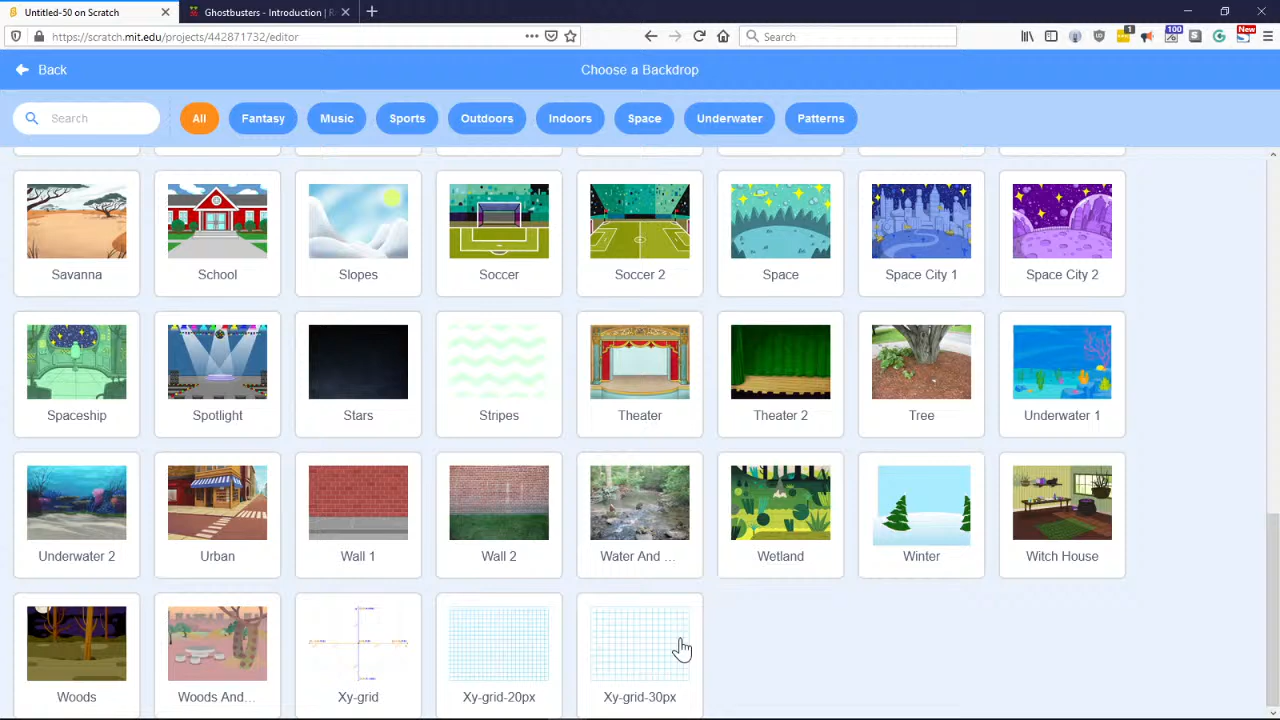 Untitled-50 on Scratch
Ghostbusters - Introduction | R
https://scratch.mit.edu/projects/442871732/editor
Search
1
100
New
Back
Choose a Backdrop
Search
All
Fantasy
Music
Sports
Outdoors
Indoors
Space
Underwater
Patterns
Savanna
School
Slopes
Soccer
Soccer 2
Space
Space City 1
Space City 2
Spaceship
Spotlight
Stars
Stripes
Theater
Theater 2
Tree
Underwater 1
Underwater 2
Urban
Wall 1
Wall 2
Water And ...
Wetland
Winter
Witch House
Woods
Woods And...
Xy-grid
Xy-grid-20px
Xy-grid-30px